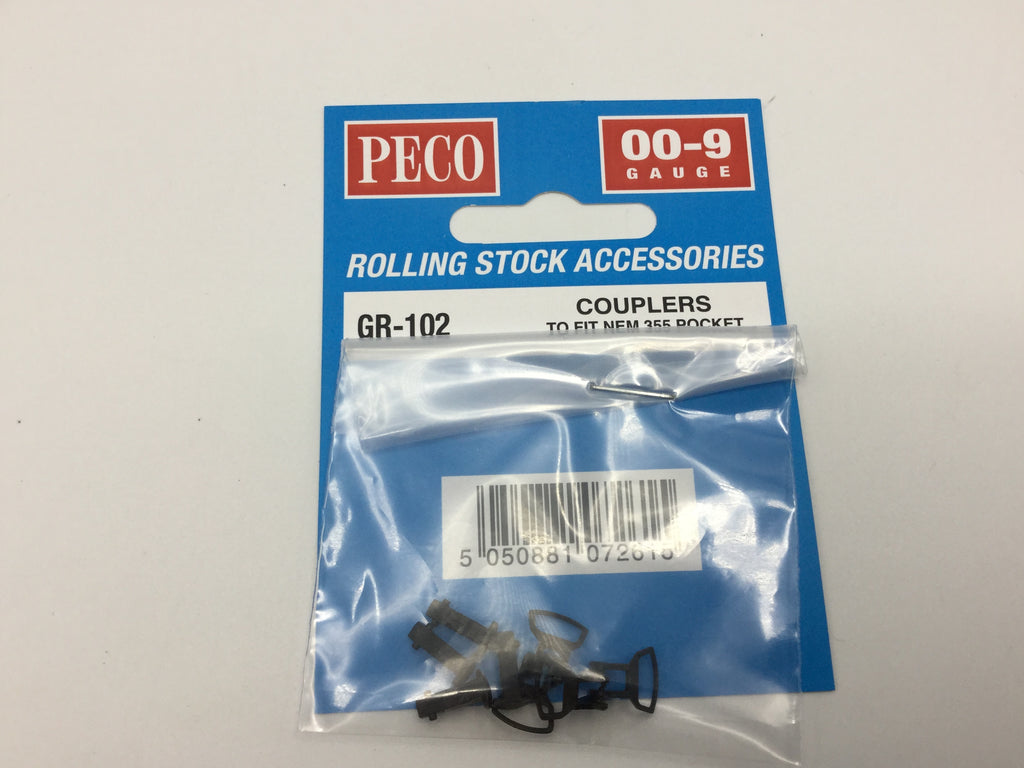 PECO
00-9
GAUGE
ROLLING STOCK ACCESSORIES
GR-102
COUPLERS
TO FIT NEM 355 POCKET
5 050881 072615